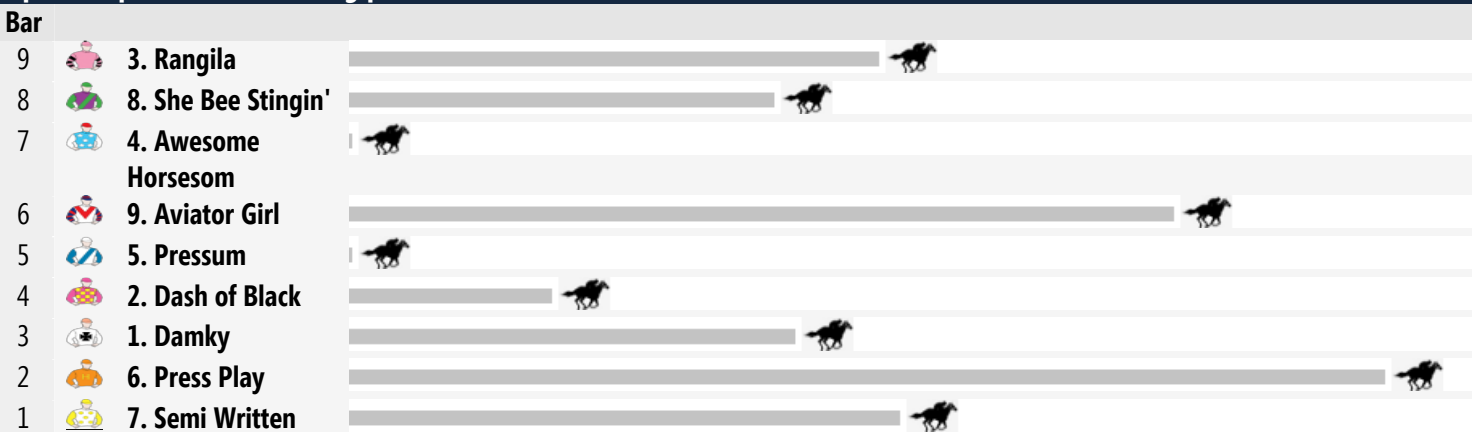 Bar
9 3. Rangila
8 8. She Bee Stingin'
7 4. Awesome
Horsesom
6 9. Aviator Girl
5 5. Pressum
4 2. Dash of Black
3 1. Damky
2 6. Press Play
1 7. Semi Written